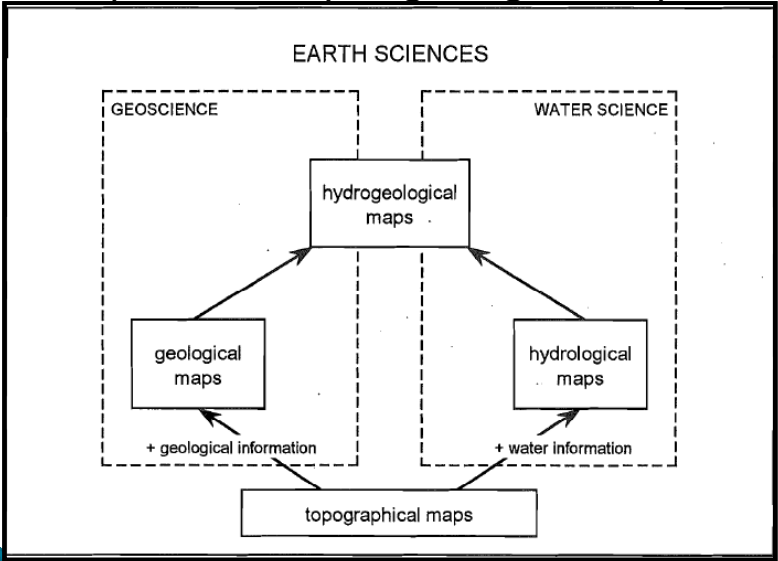 EARTH SCIENCES
GEOSCIENCE
WATER SCIENCE
hydrogeological
maps
geological
maps
hydrological
maps
+ geological information
+ water information
topographical maps